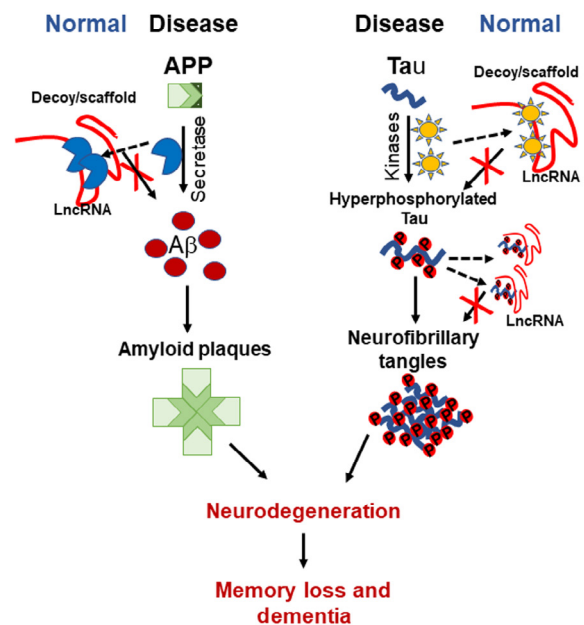 Normal Disease
APP
Decoy/scaffold
Secretase
LncRNA
Aβ
Amyloid plaques
Disease Normal
Tau
Decoy/scaffold
Kinases
LncRNA
Hyperphosphorylated
Tau
P P P P P
LncRNA
Neurofibrillary
tangles
P P P P P P P P P P P P P P
Neurodegeneration
Memory loss and
dementia